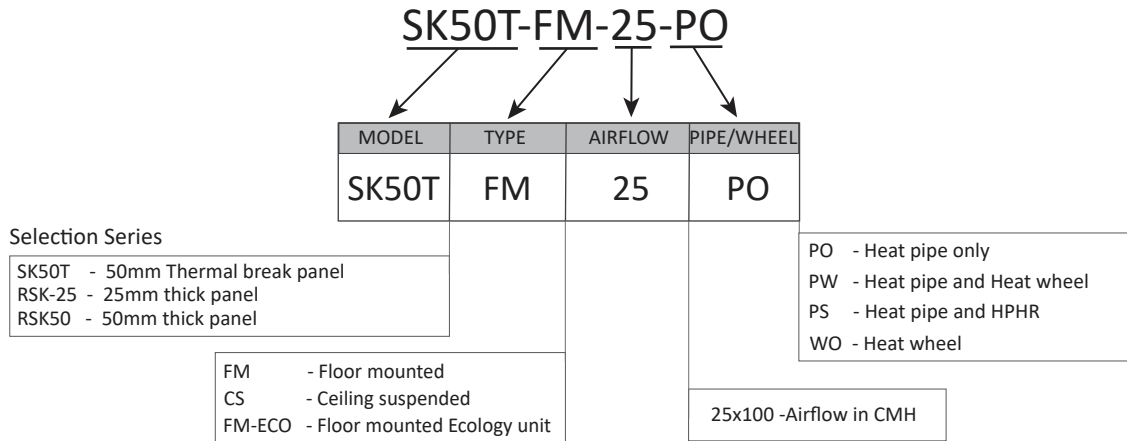 SK50T-FM-25-PO
MODEL TYPE AIRFLOW PIPE/WHEEL
SK50T FM 25 PO
Selection Series
SK50T - 50mm Thermal break panel
RSK-25 - 25mm thick panel
RSK50 - 50mm thick panel
FM - Floor mounted
CS - Ceiling suspended
FM-ECO - Floor mounted Ecology unit
25x100 -Airflow in CMH
PO - Heat pipe only
PW - Heat pipe and Heat wheel
PS - Heat pipe and HPHR
WO - Heat wheel